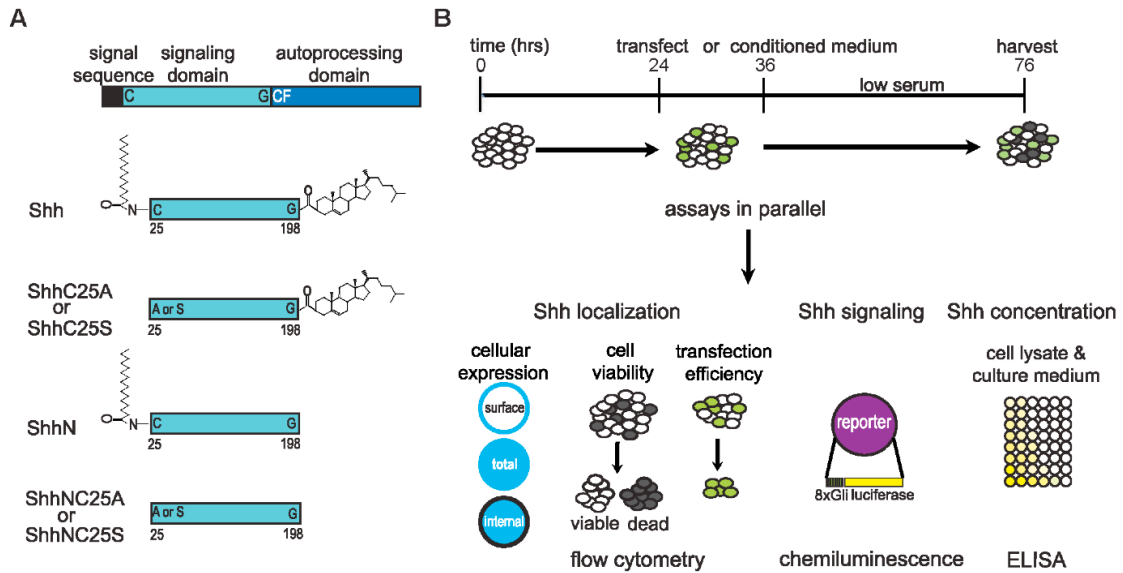 A
signal
sequence
signaling
domain
autoprocessing
domain
C
G
CF
Shh
O
N
C
G
25
198
O
ShhC25A
or
ShhC25S
A or S
G
25
198
O
ShhN
O
N
C
G
25
198
ShhNC25A
or
ShhNC25S
A or S
G
25
198
B
time (hrs)
transfect or conditioned medium
harvest
0
24
36
76
low serum
assays in parallel
Shh localization
Shh signaling
Shh concentration
cellular
expression
cell
viability
transfection
efficiency
cell lysate &
culture medium
surface
total
internal
reporter
8xGli luciferase
viable
dead
flow cytometry
chemiluminescence
ELISA